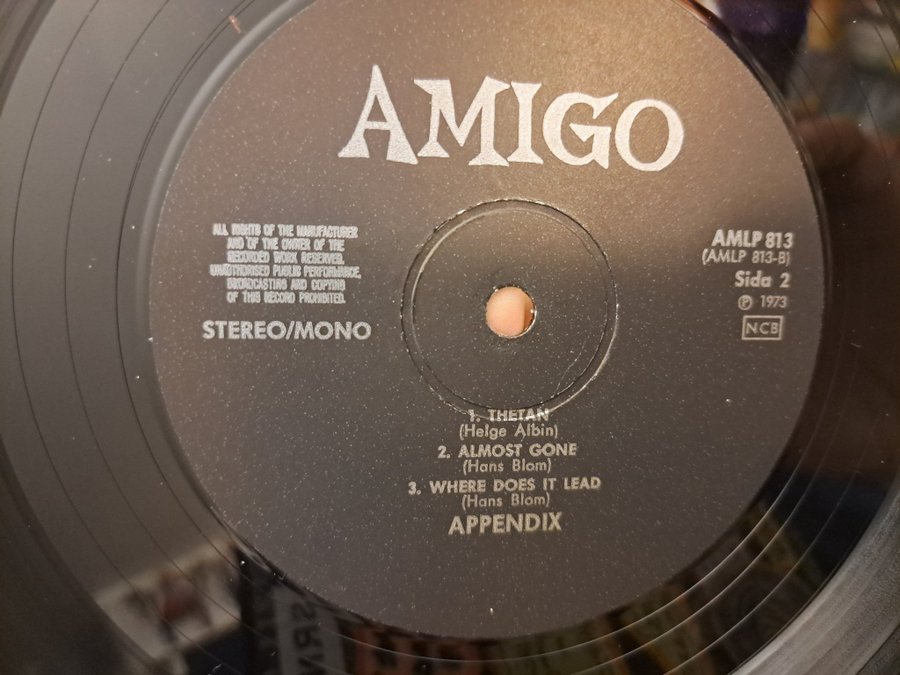 AMIGO
ALL RIGHTS OF THE MANUFACTURER
AND OF THE OWNER OF THE
RECORDED WORK RESERVED.
UNAUTHORISED PUBLIC PERFORMANCE,
BROADCASTING AND COPYING
OF THIS RECORD PROHIBITED.
STEREO/MONO
AMLP 813
(AMLP 813-B)
Sida 2
℗ 1973
NCB
1. THETAN
(Helge Albin)
2. ALMOST GONE
(Hans Blom)
3. WHERE DOES IT LEAD
(Hans Blom)
APPENDIX